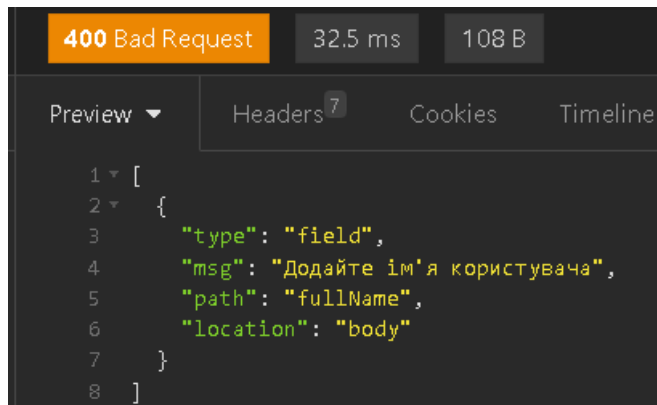 400 Bad Request 32.5 ms 108 B
Preview Headers 7 Cookies Timeline
1 [
2 {
3 "type": "field",
4 "msg": "Додайте ім'я користувача",
5 "path": "fullName",
6 "location": "body"
7 }
8 ]